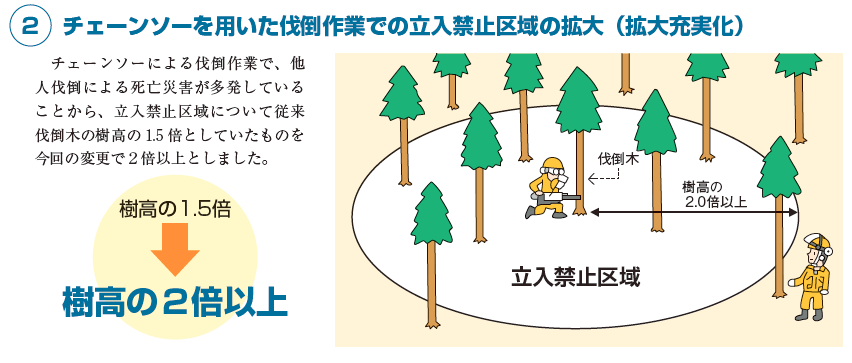 ② チェーンソーを用いた伐倒作業での立入禁止区域の拡大（拡大充実化）
チェーンソーによる伐倒作業で、他
人伐倒による死亡災害が多発している
ことから、立入禁止区域について従来
伐倒木の樹高の1.5倍としていたものを
今回の変更で２倍以上としました。
樹高の1.5倍
樹高の２倍以上
伐倒木
樹高の
2.0倍以上
立入禁止区域